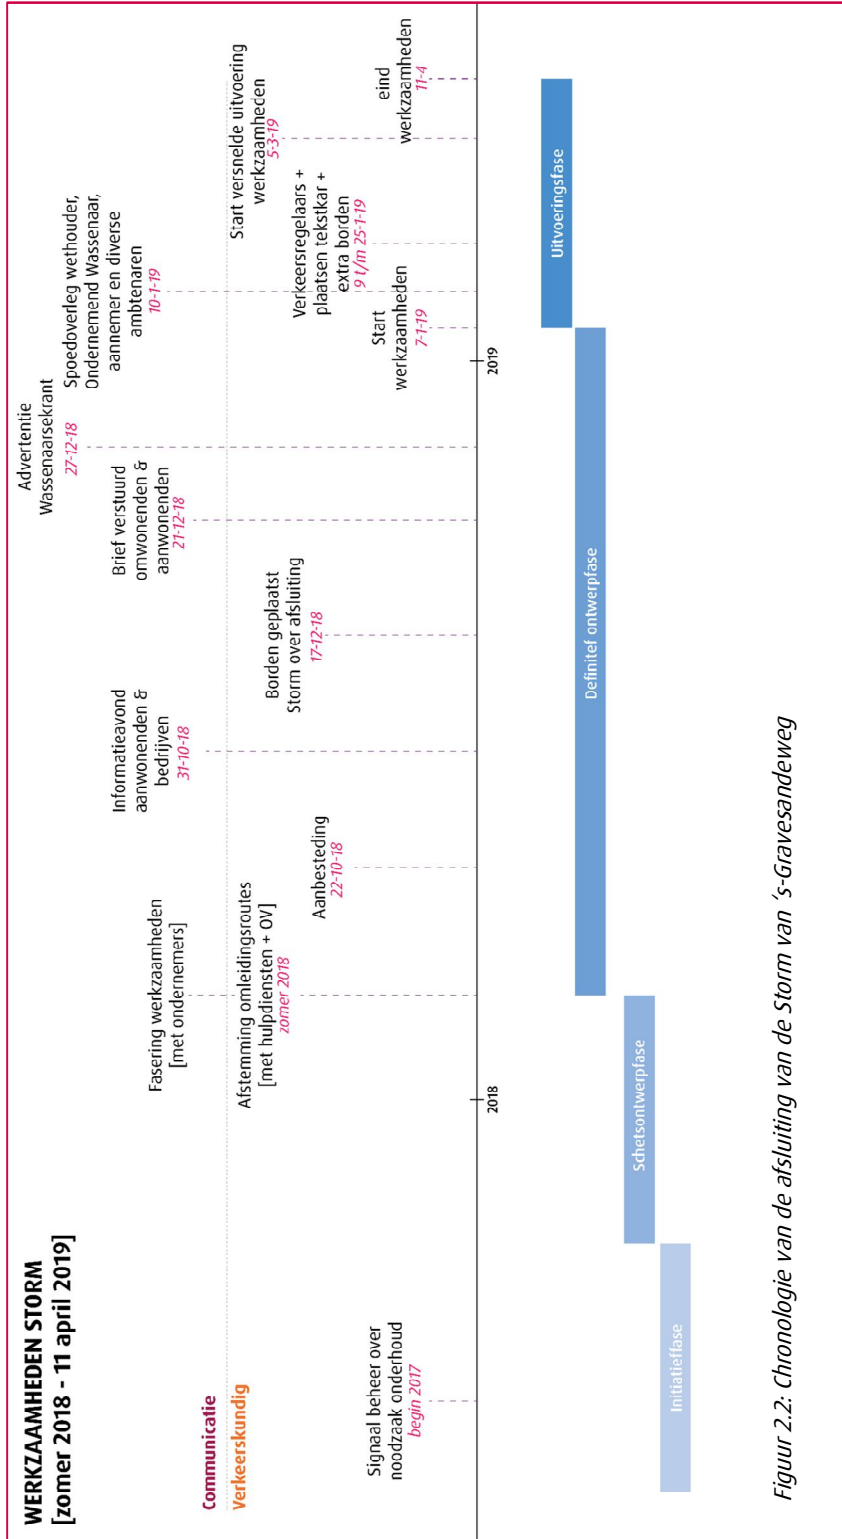 WERKZAAMHEDEN STORM
[zomer 2018 - 11 april 2019]
Communicatie
Verkeerskundig
Signaal beheer over
noodzaak onderhoud
begin 2017
Fasering werkzaamheden
[met ondernemers]
Afstemming omleidingsroutes
[met hulpdiensten + OV]
zomer 2018
Aanbesteding
22-10-18
Informatieavond
aanwonenden &
bedrijven
31-10-18
Borden geplaatst
Storm over afsluiting
17-12-18
Brief verstuurd
omwonenden &
aanwonenden
21-12-18
Advertentie
Wassenaarsekrant
27-12-18
Spoedoverleg wethouder,
Ondernemend Wassenaar,
aannemer en diverse
ambtenaren
10-1-19
Start
werkzaamheden
7-1-19
Verkeersregelaars +
plaatsen tekstkar +
extra borden
9 t/m 25-1-19
Start versnelde uitvoering
werkzaamheden
5-3-19
eind
werkzaamheden
11-4
2018
2019
Initiatieffase
Schetsontwerpfase
Definitief ontwerpfase
Uitvoeringsfase
Figuur 2.2: Chronologie van de afsluiting van de Storm van ‘s-Gravesandeweg